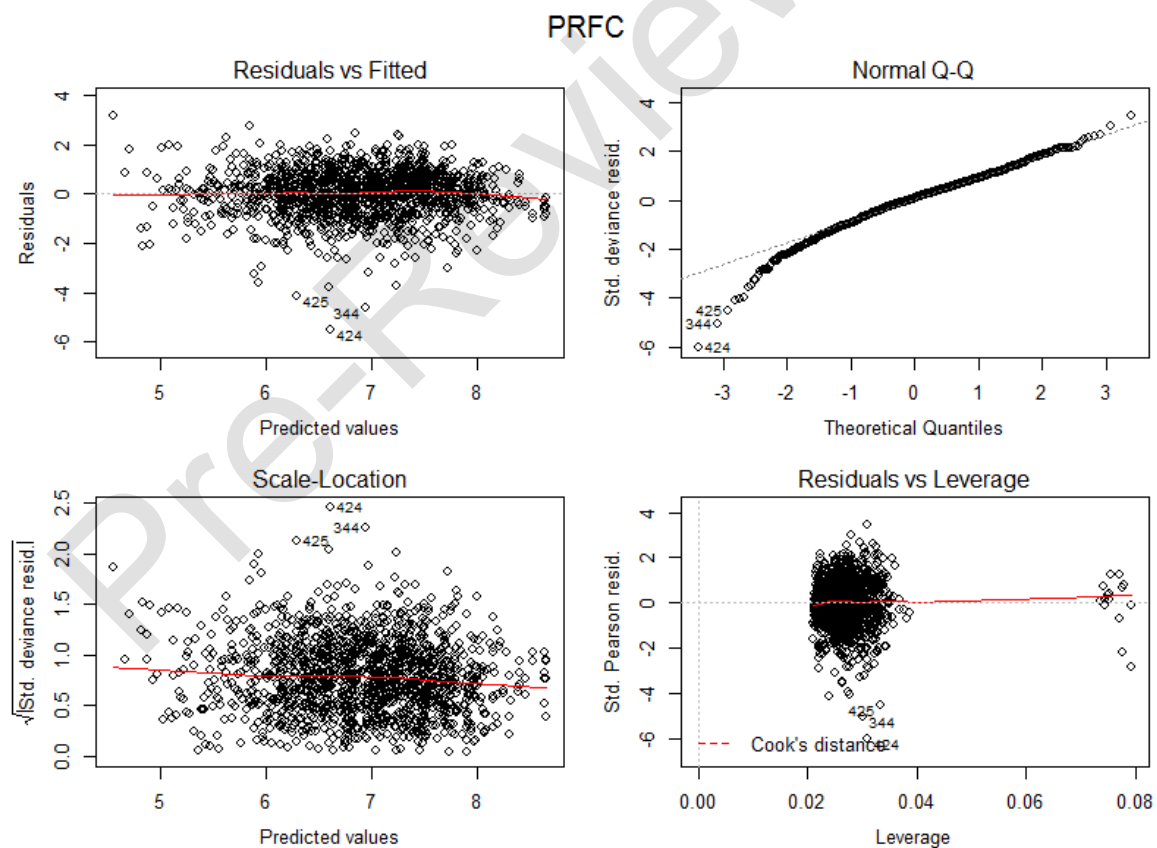 PRFC
Residuals vs Fitted
Residuals
4
2
0
2
-4
-6
425
344
424
5 6 7 8
Predicted values
Normal Q-Q
Std. deviance resid.
4
2
0
-2
-4
-6
425
344
424
-3 -2 -1 0 1 2 3
Theoretical Quantiles
Scale-Location
√|Std. deviance resid.|
2.5
2.0
1.5
1.0
0.5
0.0
424
344
425
5 6 7 8
Predicted values
Residuals vs Leverage
Std. Pearson resid.
4
2
0
-2
-4
-6
425
344
424
Cook's distance
0.00 0.02 0.04 0.06 0.08
Leverage
Pre-Review